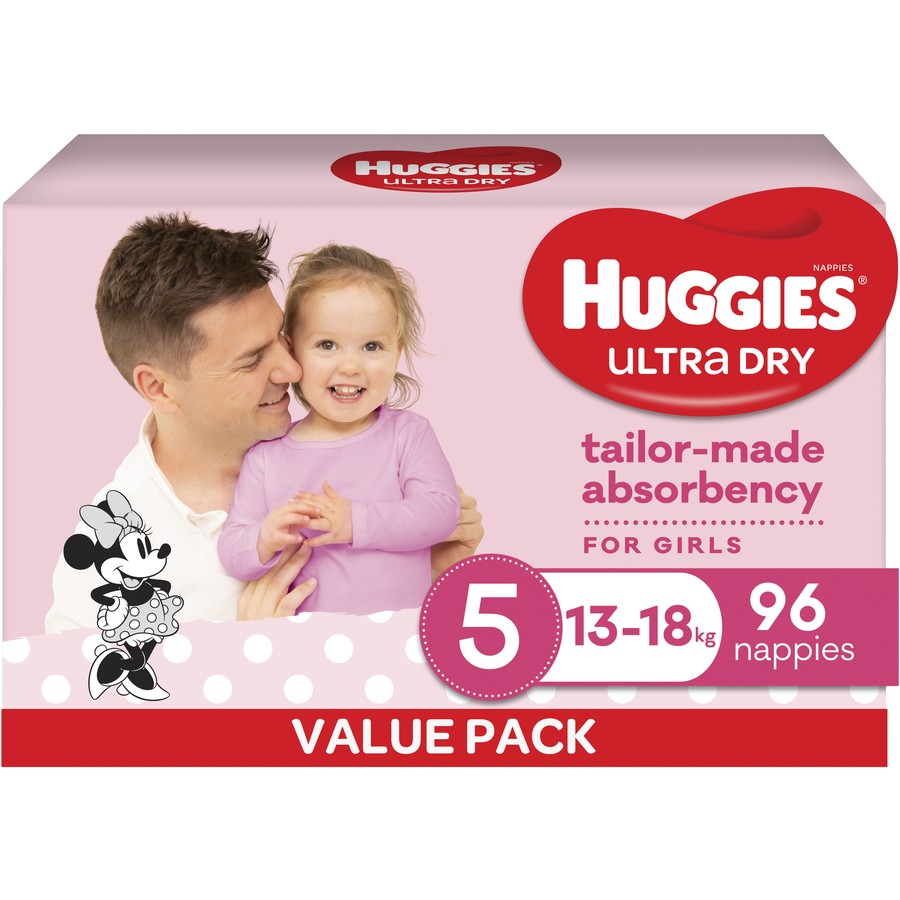 HUGGIES
ULTRA DRY
NAPPIES
HUGGIES®
ULTRA DRY
tailor-made
absorbency
FOR GIRLS
5
13-18kg
96
nappies
VALUE PACK